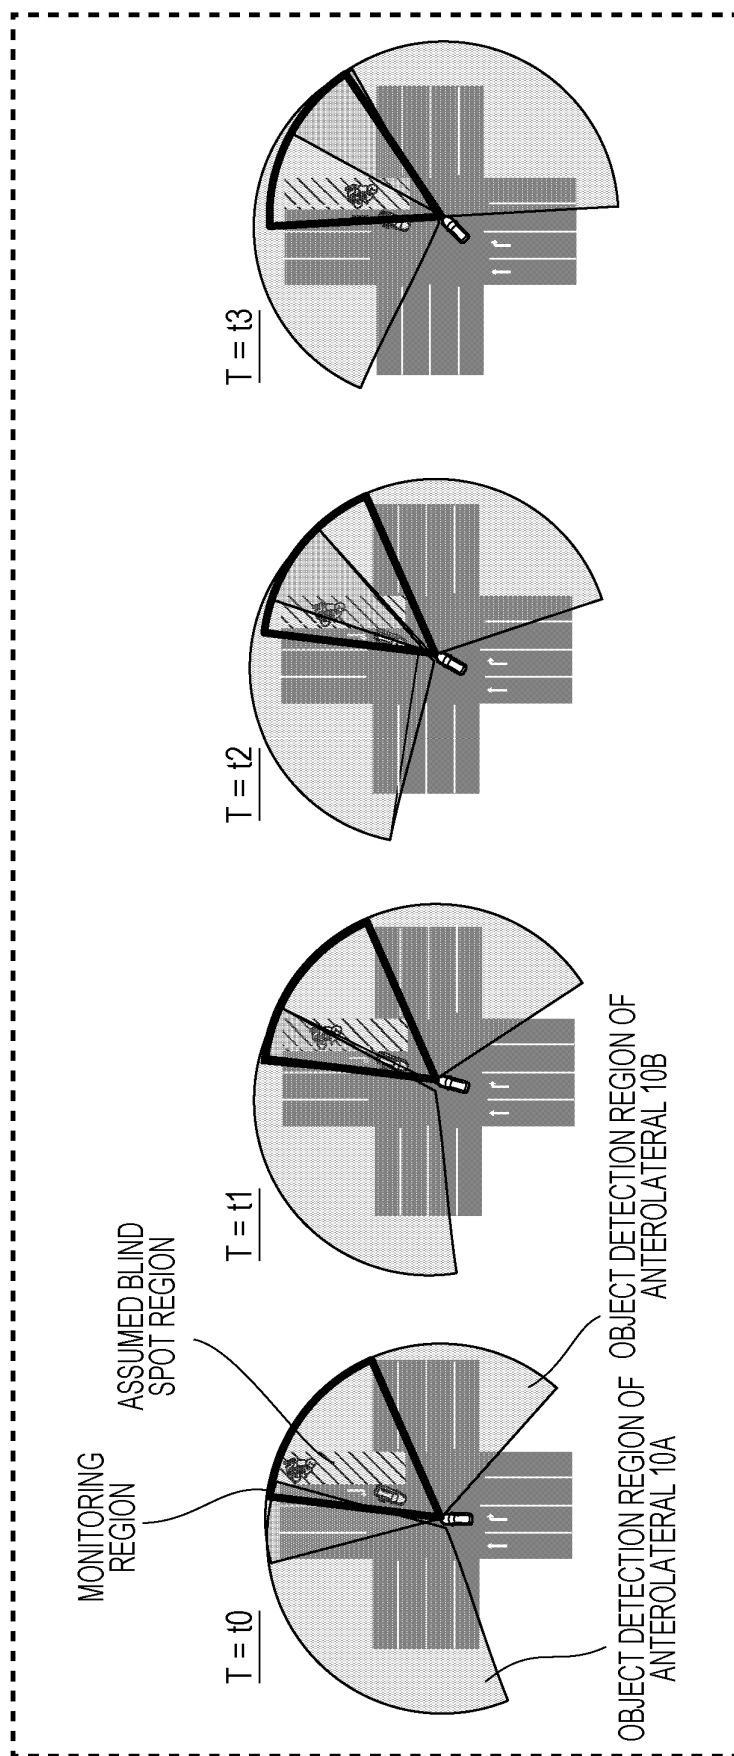 T = t0
T = t1
T = t2
T = t3
MONITORING
REGION
ASSUMED BLIND
SPOT REGION
OBJECT DETECTION REGION OF
ANTEROLATERAL 10A
OBJECT DETECTION REGION OF
ANTEROLATERAL 10B